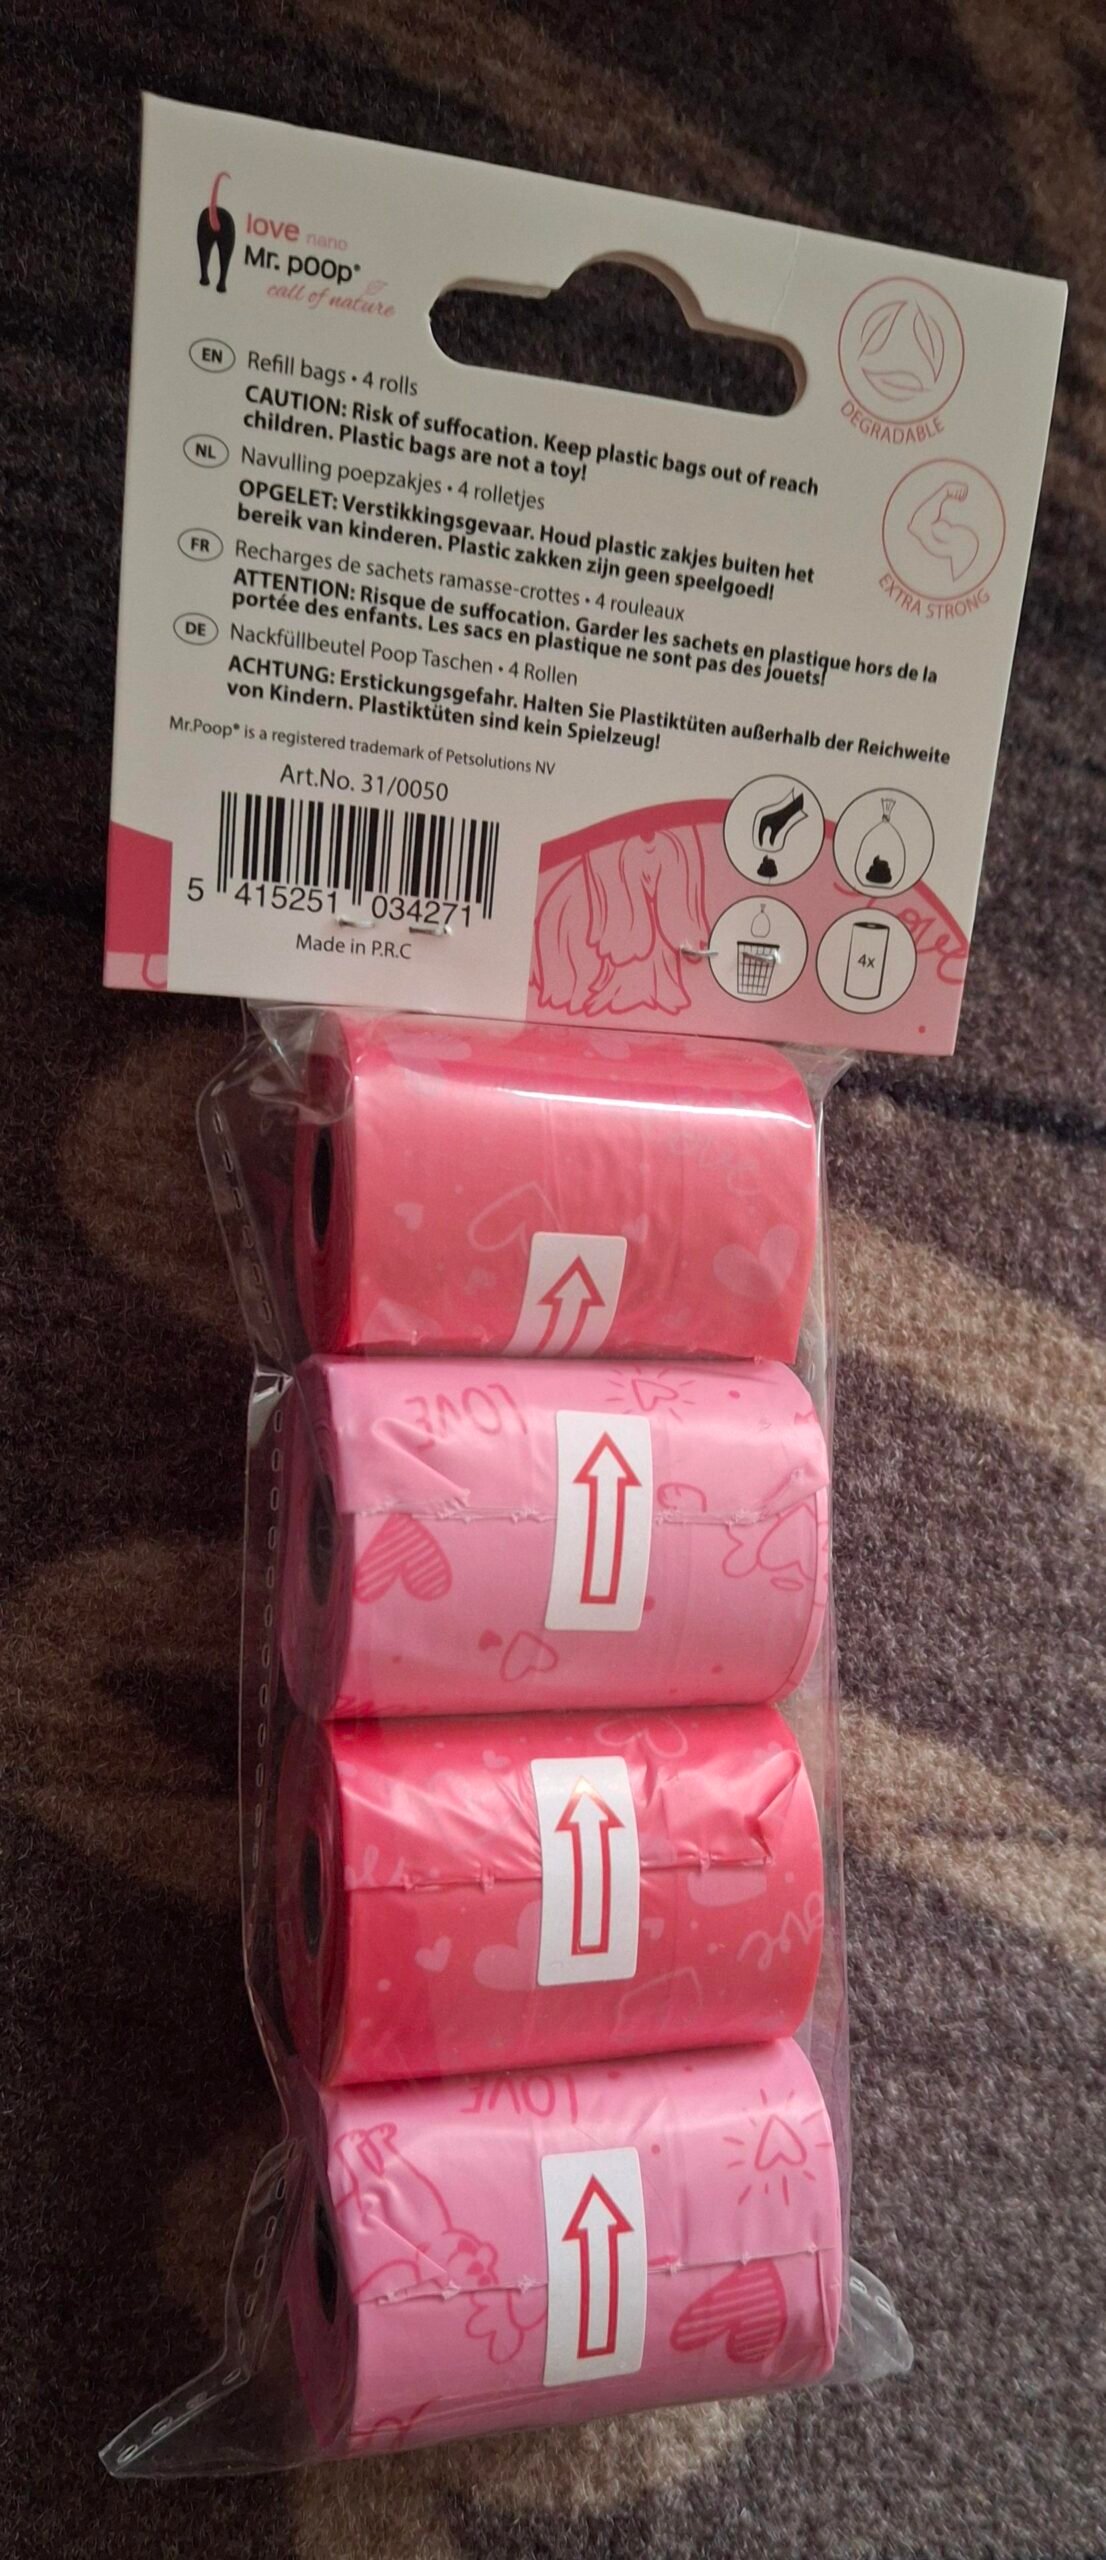 love nano
Mr. poop®
call of nature
DEGRADABLE
EXTRA STRONG
EN Refill bags • 4 rolls
CAUTION: Risk of suffocation. Keep plastic bags out of reach
children. Plastic bags are not a toy!
NL Navulling poepzakjes • 4 rolletjes
OPGELET: Verstikkingsgevaar. Houd plastic zakjes buiten het
bereik van kinderen. Plastic zakken zijn geen speelgoed!
FR Recharges de sachets ramasse-crottes • 4 rouleaux
ATTENTION: Risque de suffocation. Garder les sachets en plastique hors de la
portée des enfants. Les sacs en plastique ne sont pas des jouets!
DE Nackfüllbeutel Poop Taschen • 4 Rollen
ACHTUNG: Erstickungsgefahr. Halten Sie Plastiktüten außerhalb der Reichweite
von Kindern. Plastiktüten sind kein Spielzeug!
Mr.Poop® is a registered trademark of Petsolutions NV
Art.No. 31/0050
5 415251 034271
Made in P.R.C
Love
4x
love
LOVE
love
LOVE